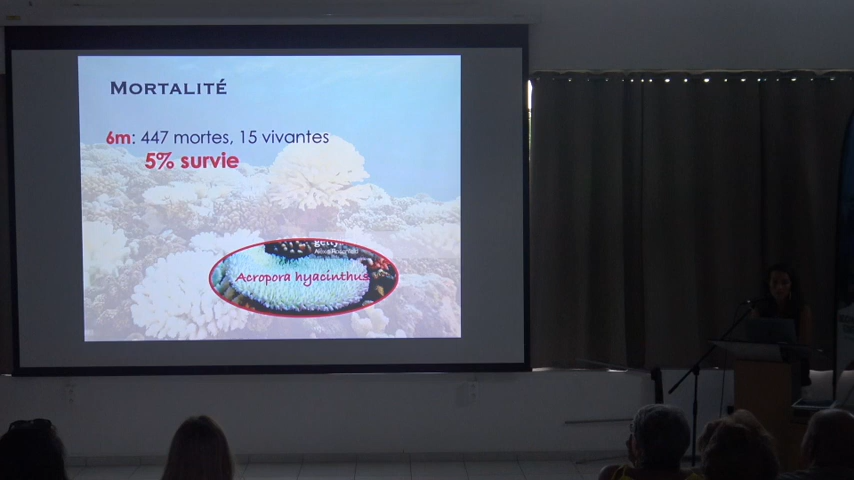 MORTALITÉ
6m: 447 mortes, 15 vivantes
5% survie
Acropora hyacinthus